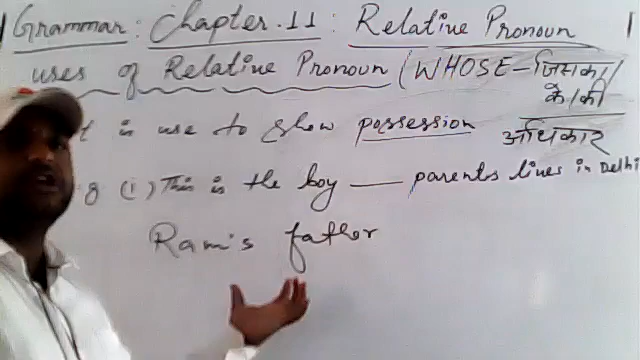 Grammar: Chapter.11: Relative Pronoun
uses of Relative Pronoun (WHOSE - जिसका/
के/की
t is use to show possession अधिकार
g (1) This is the boy ___ parents lives in Delhi
Ram's father